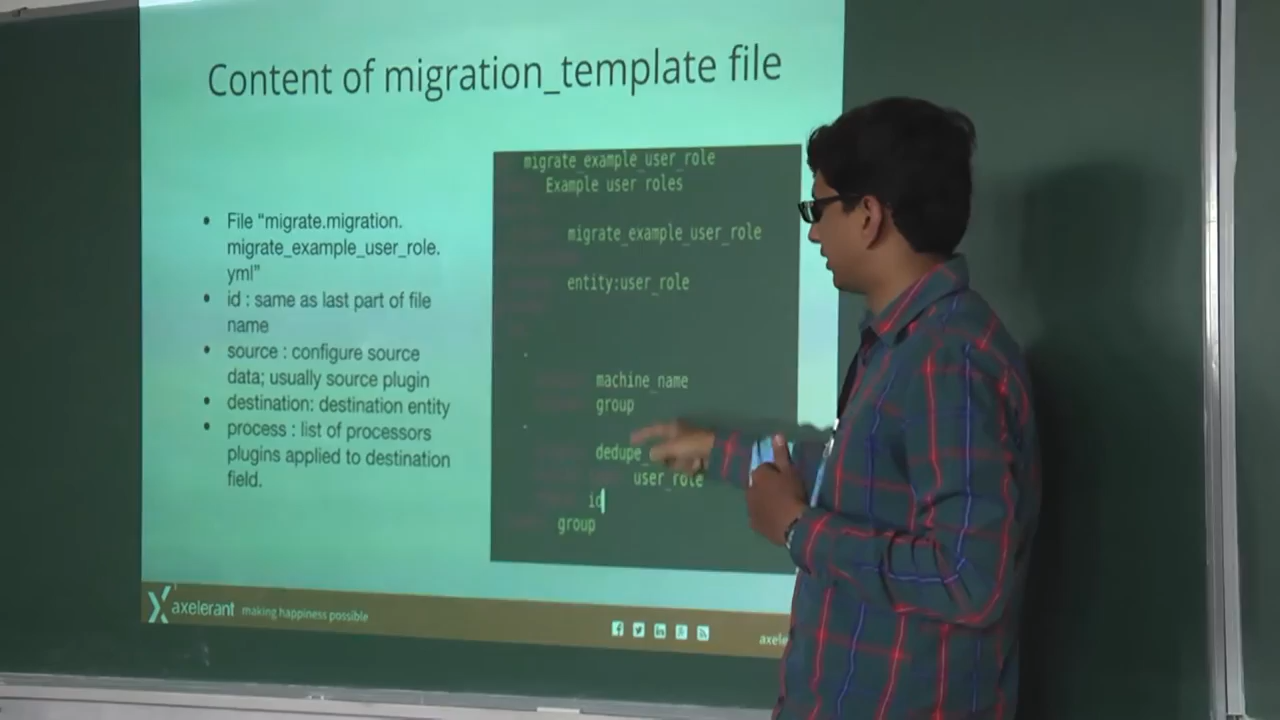 Content of migration_template file
• File “migrate.migration.
migrate_example_user_role.
yml”
• id : same as last part of file
name
• source : configure source
data; usually source plugin
• destination: destination entity
• process : list of processors
plugins applied to destination
field.
migrate_example_user_role
Example user roles
migrate_example_user_role
entity:user_role
machine_name
group
dedupe_
user_role
id
group
axelerant making happiness possible
axele